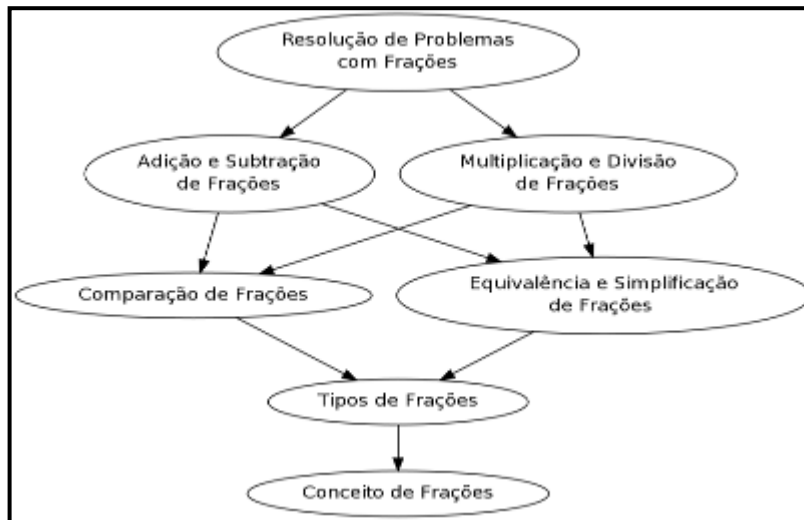 Resolução de Problemas
com Frações
Adição e Subtração
de Frações
Multiplicação e Divisão
de Frações
Comparação de Frações
Equivalência e Simplificação
de Frações
Tipos de Frações
Conceito de Frações